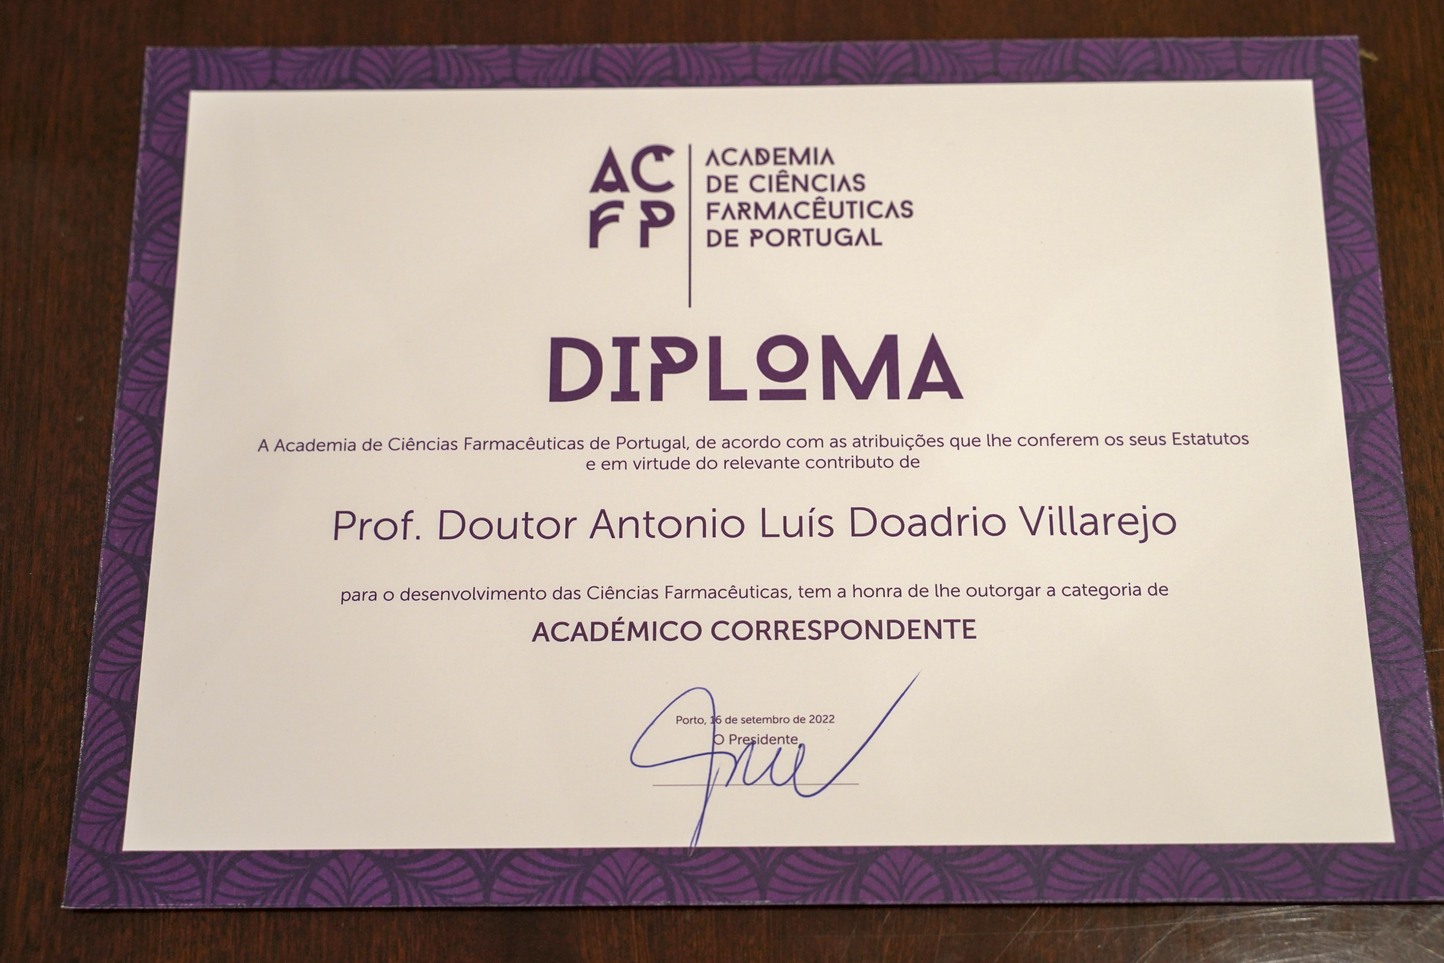 AC
FP
ACADEMIA
DE CIÊNCIAS
FARMACÊUTICAS
DE PORTUGAL
DIPLOMA
A Academia de Ciências Farmacêuticas de Portugal, de acordo com as atribuições que lhe conferem os seus Estatutos
e em virtude do relevante contributo de
Prof. Doutor Antonio Luís Doadrio Villarejo
para o desenvolvimento das Ciências Farmacêuticas, tem a honra de lhe outorgar a categoria de
ACADÉMICO CORRESPONDENTE
Porto, 16 de setembro de 2022
O Presidente